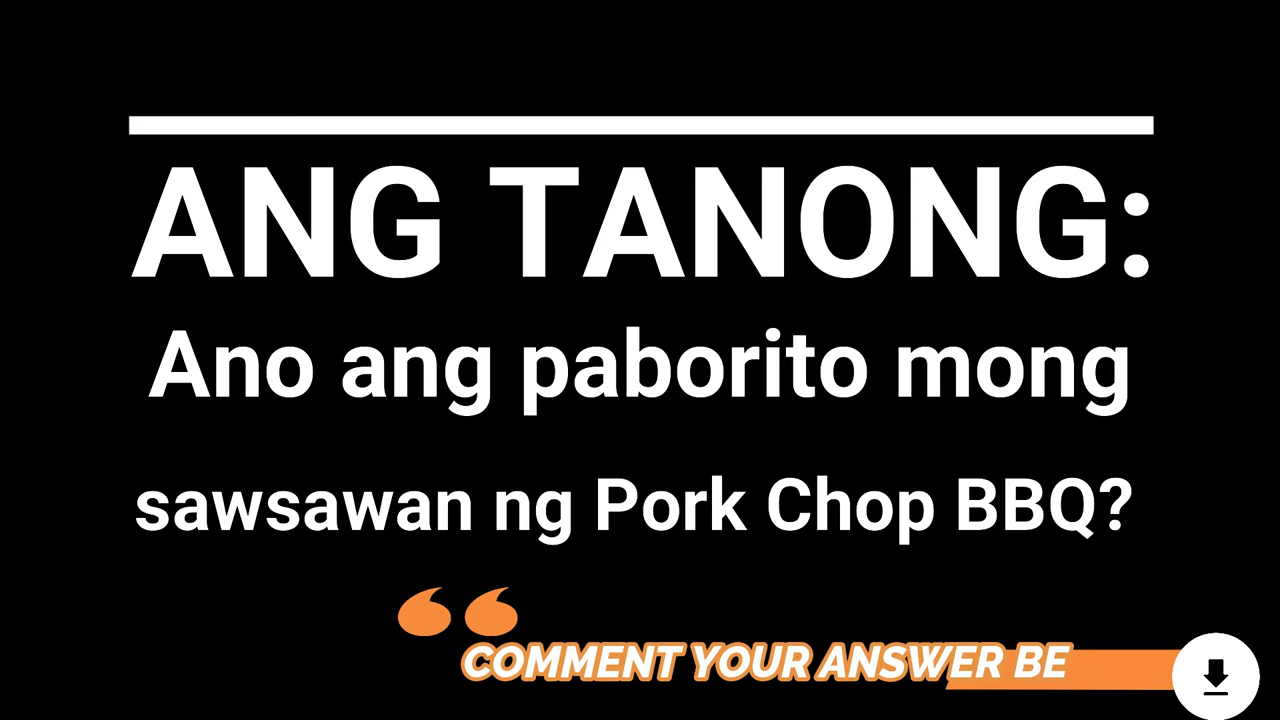 ANG TANONG:
Ano ang paborito mong
sawsawan ng Pork Chop BBQ?
COMMENT YOUR ANSWER BE